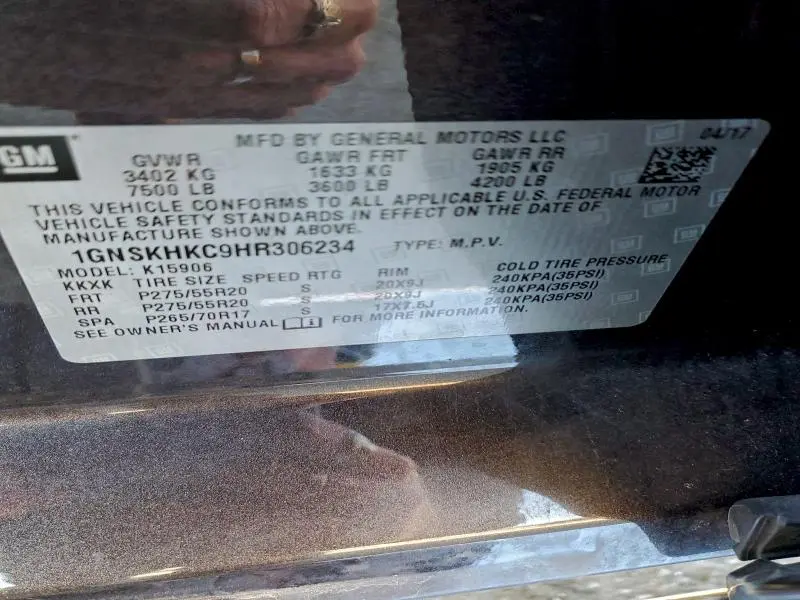 GM
MFD BY GENERAL MOTORS LLC 04/17
GVWR GAWR FRT GAWR RR
3402 KG 1633 KG 1905 KG
7500 LB 3600 LB 4200 LB
THIS VEHICLE CONFORMS TO ALL APPLICABLE U.S. FEDERAL MOTOR
VEHICLE SAFETY STANDARDS IN EFFECT ON THE DATE OF
MANUFACTURE SHOWN ABOVE.
1GNSKHKC9HR306234 TYPE: M.P.V.
MODEL: K15906
KKXK TIRE SIZE SPEED RTG RIM COLD TIRE PRESSURE
FRT P275/55R20 S 20X9J 240KPA(35PSI)
RR P275/55R20 S 20X9J 240KPA(35PSI)
SPA P265/70R17 S 17X7.5J 240KPA(35PSI)
SEE OWNER'S MANUAL FOR MORE INFORMATION.